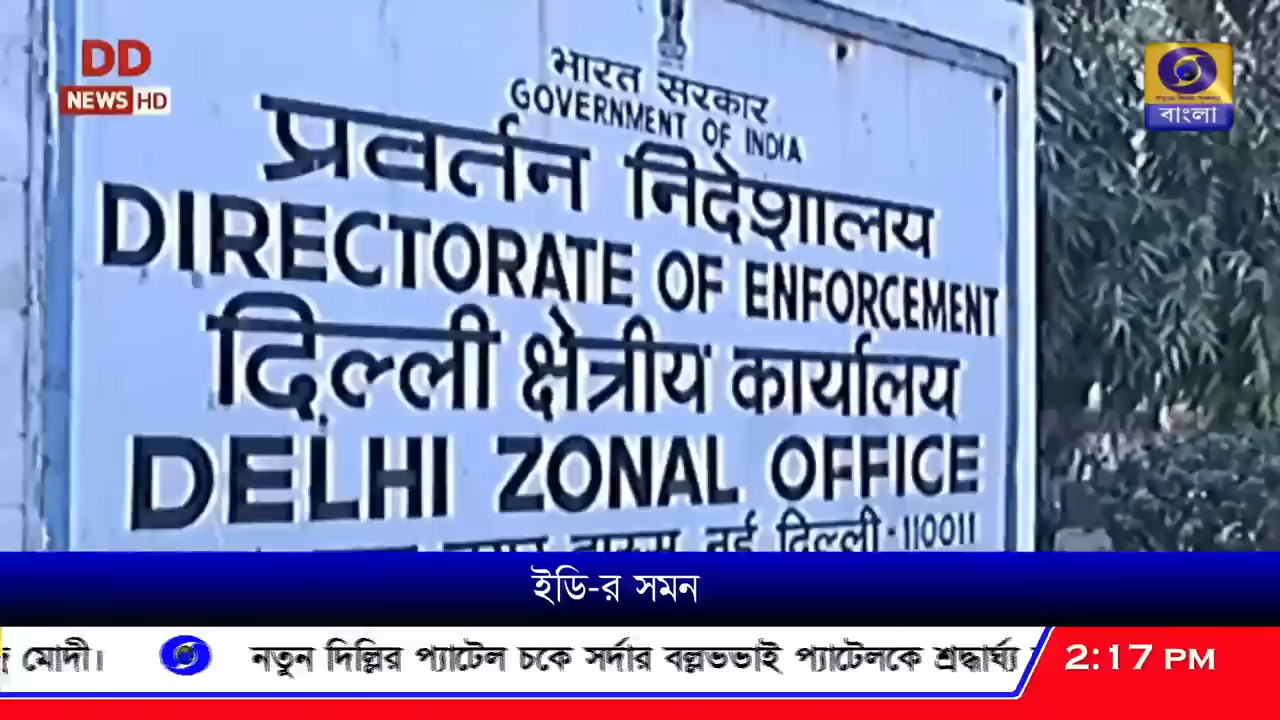 DD
NEWS HD
বাংলা
भारत सरकार
GOVERNMENT OF INDIA
प्रवर्तन निदेशालय
DIRECTORATE OF ENFORCEMENT
दिल्ली क्षेत्रीय कार्यालय
DELHI ZONAL OFFICE
नई दिल्ली-110011
ইডি-র সমন
মোদী। নতুন দিল্লির প্যাটেল চকে সর্দার বল্লভভাই প্যাটেলকে শ্রদ্ধার্ঘ্য
2:17 PM